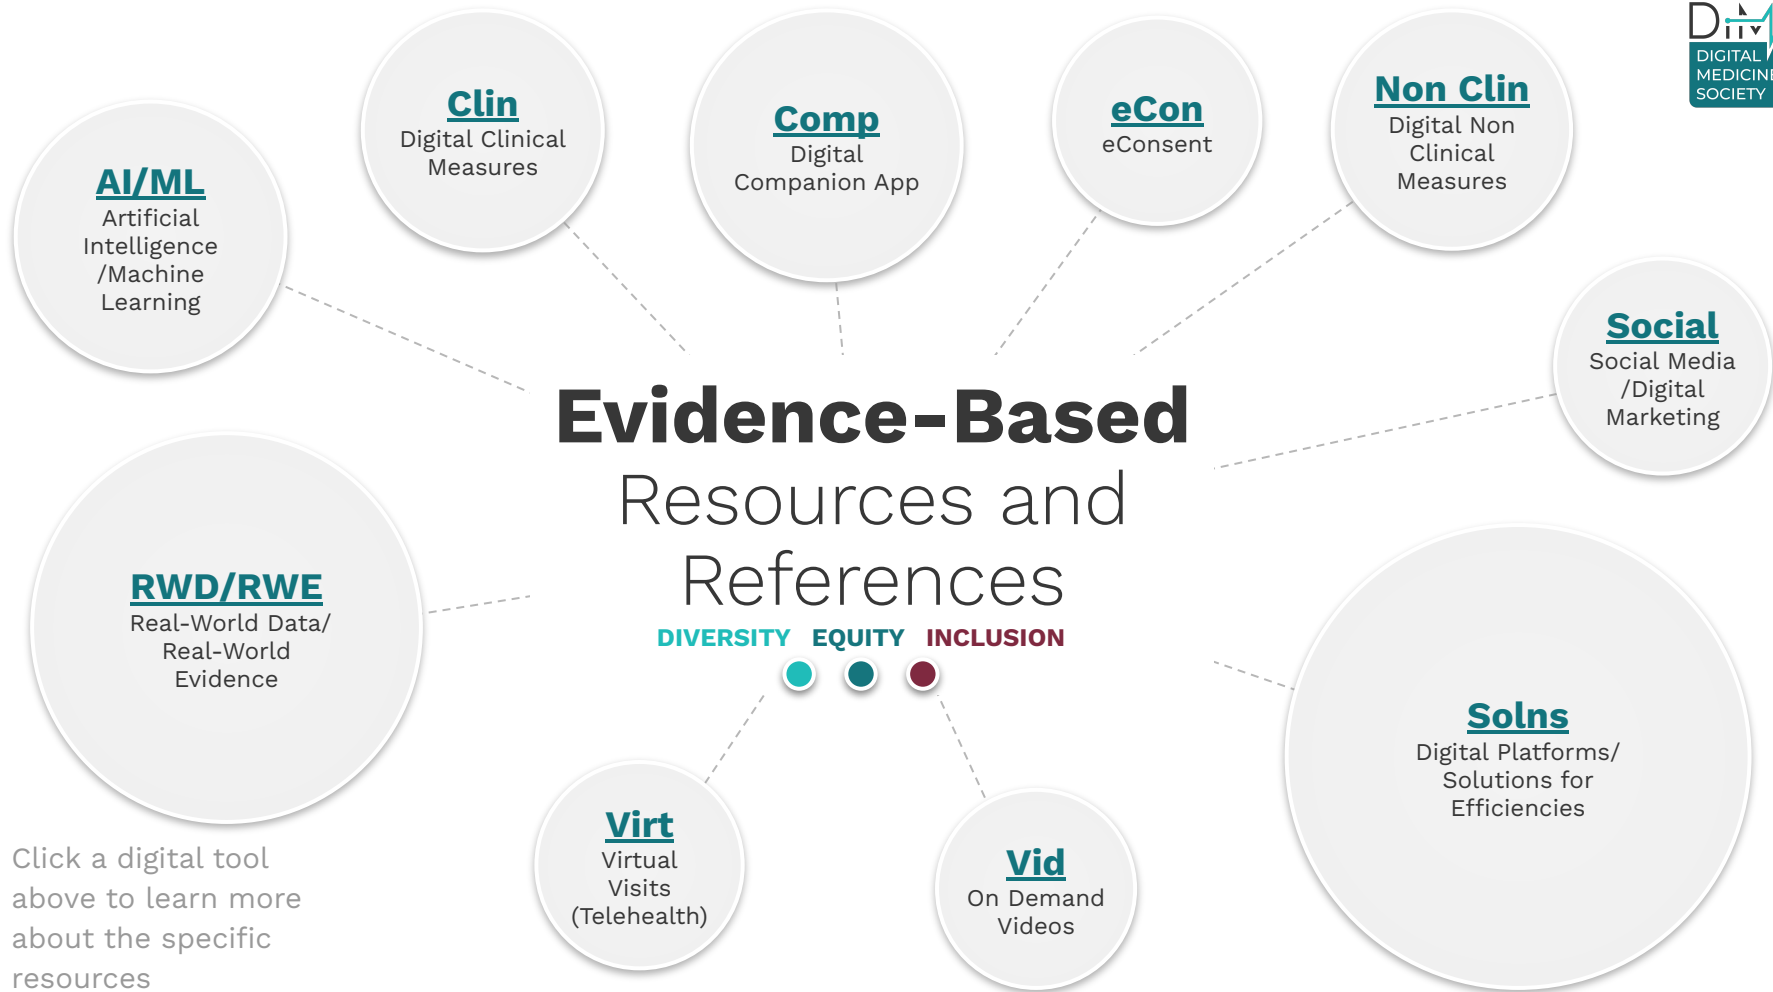 Clin
Digital Clinical
Measures
Comp
Digital
Companion App
eCon
eConsent
Non Clin
Digital Non
Clinical
Measures
DiM
DIGITAL
MEDICINE
SOCIETY
AI/ML
Artificial
Intelligence
/Machine
Learning
Social
Social Media
/Digital
Marketing
Evidence-Based
Resources and
References
DIVERSITY EQUITY INCLUSION
RWD/RWE
Real-World Data/
Real-World
Evidence
Solns
Digital Platforms/
Solutions for
Efficiencies
Virt
Virtual
Visits
(Telehealth)
Vid
On Demand
Videos
Click a digital tool
above to learn more
about the specific
resources